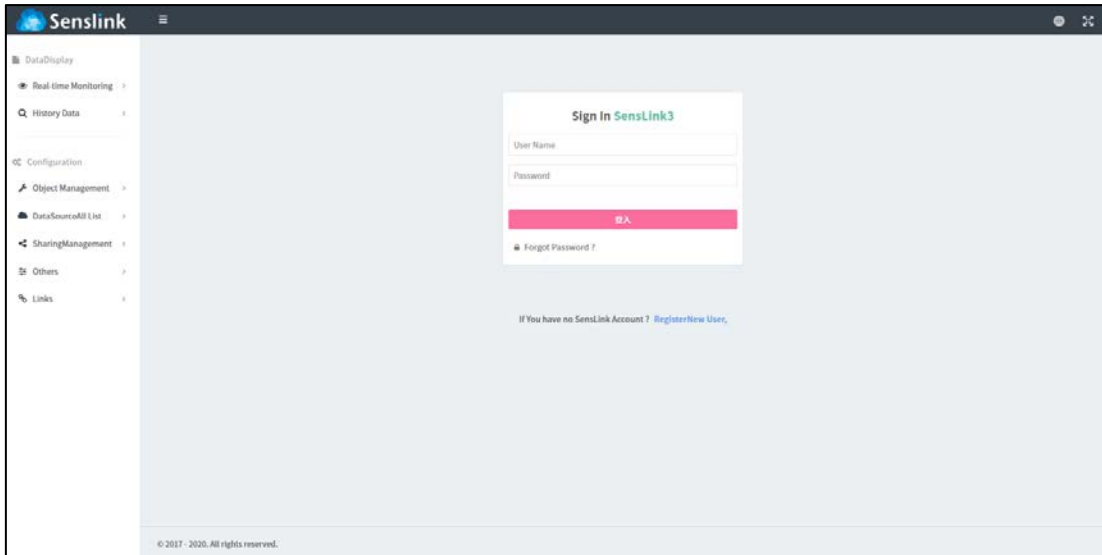 Senslink
DataDisplay
Real-time Monitoring
History Data
Configuration
Object Management
DataSourceAll List
SharingManagement
Others
Links
Sign In SensLink3
User Name
Password
登入
Forgot Password ?
If You have no SensLink Account ? RegisterNew User,
© 2017 - 2020. All rights reserved.